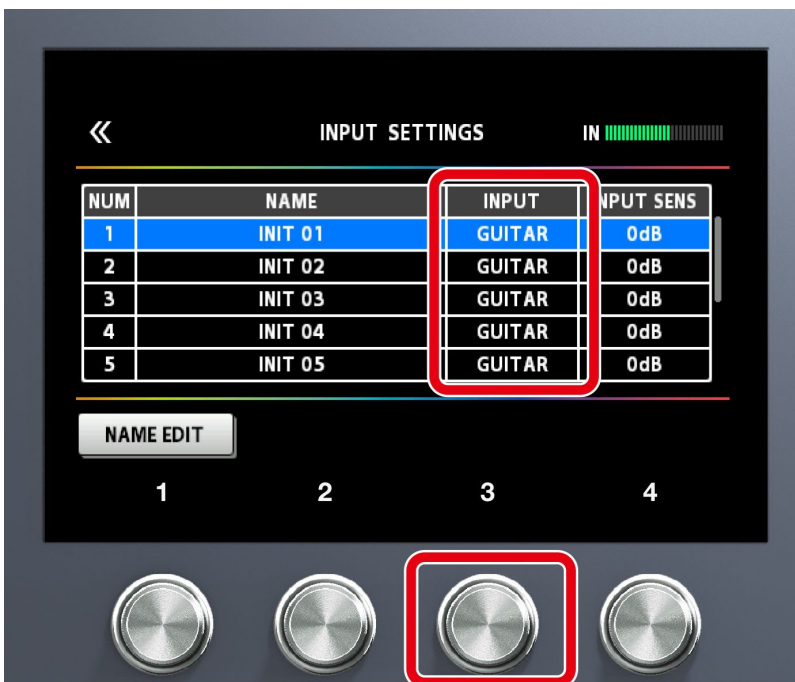 « INPUT SETTINGS IN
NUM NAME INPUT INPUT SENS
1 INIT 01 GUITAR 0dB
2 INIT 02 GUITAR 0dB
3 INIT 03 GUITAR 0dB
4 INIT 04 GUITAR 0dB
5 INIT 05 GUITAR 0dB
NAME EDIT
1 2 3 4